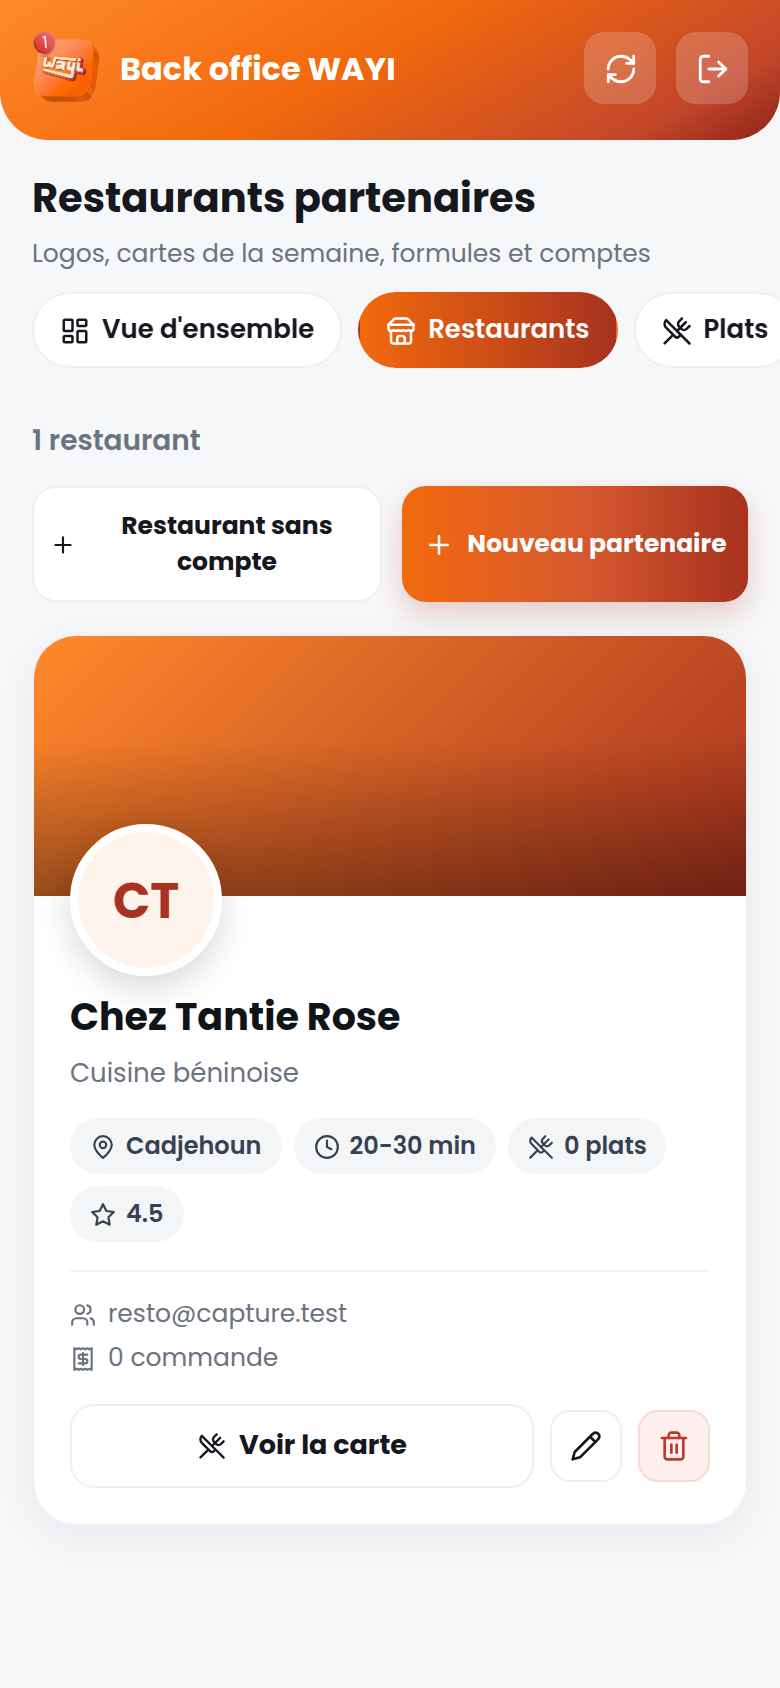 1
wayi
Back office WAYI
Restaurants partenaires
Logos, cartes de la semaine, formules et comptes
Vue d'ensemble
Restaurants
Plats
1 restaurant
Restaurant sans
compte
Nouveau partenaire
CT
Chez Tantie Rose
Cuisine béninoise
Cadjehoun
20-30 min
0 plats
4.5
resto@capture.test
0 commande
Voir la carte